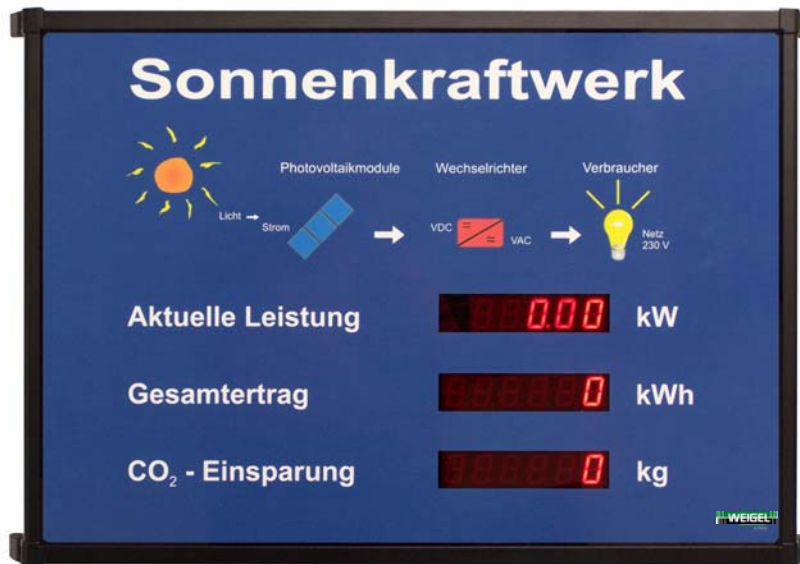 Sonnenkraftwerk
Photovoltaikmodule Wechselrichter Verbraucher
Licht → Strom VDC VAC Netz
230 V
Aktuelle Leistung 0.00 kW
Gesamtertrag 0 kWh
CO₂ - Einsparung 0 kg
WEIGEL